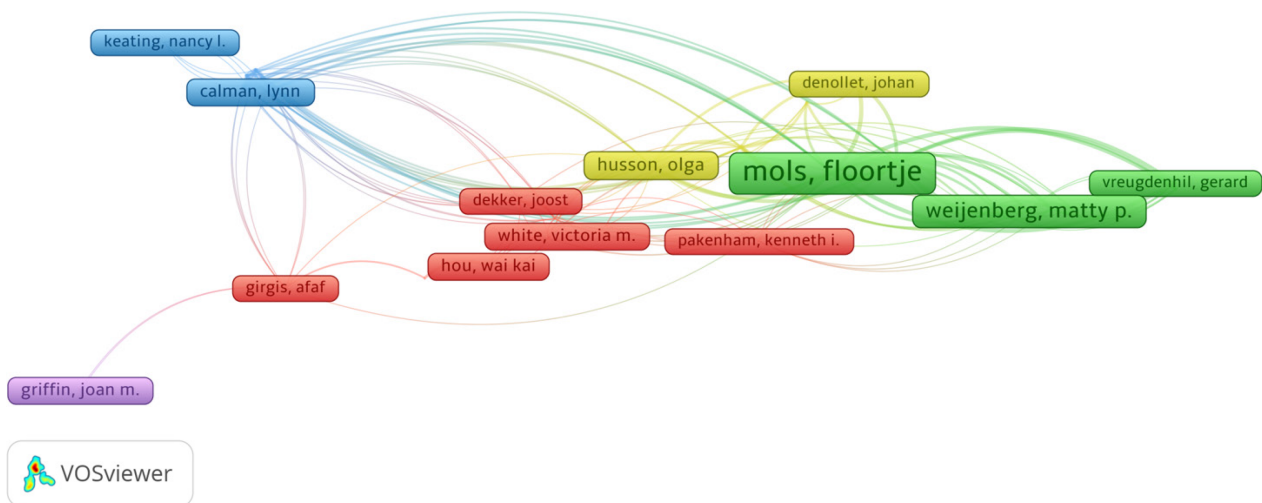 keating, nancy l.
calman, lynn
denollet, johan
husson, olga
mols, floortje
vreugdenhil, gerard
dekker, joost
weijenberg, matty p.
white, victoria m.
pakenham, kenneth i.
hou, wai kai
girgis, afaf
griffin, joan m.
VOSviewer